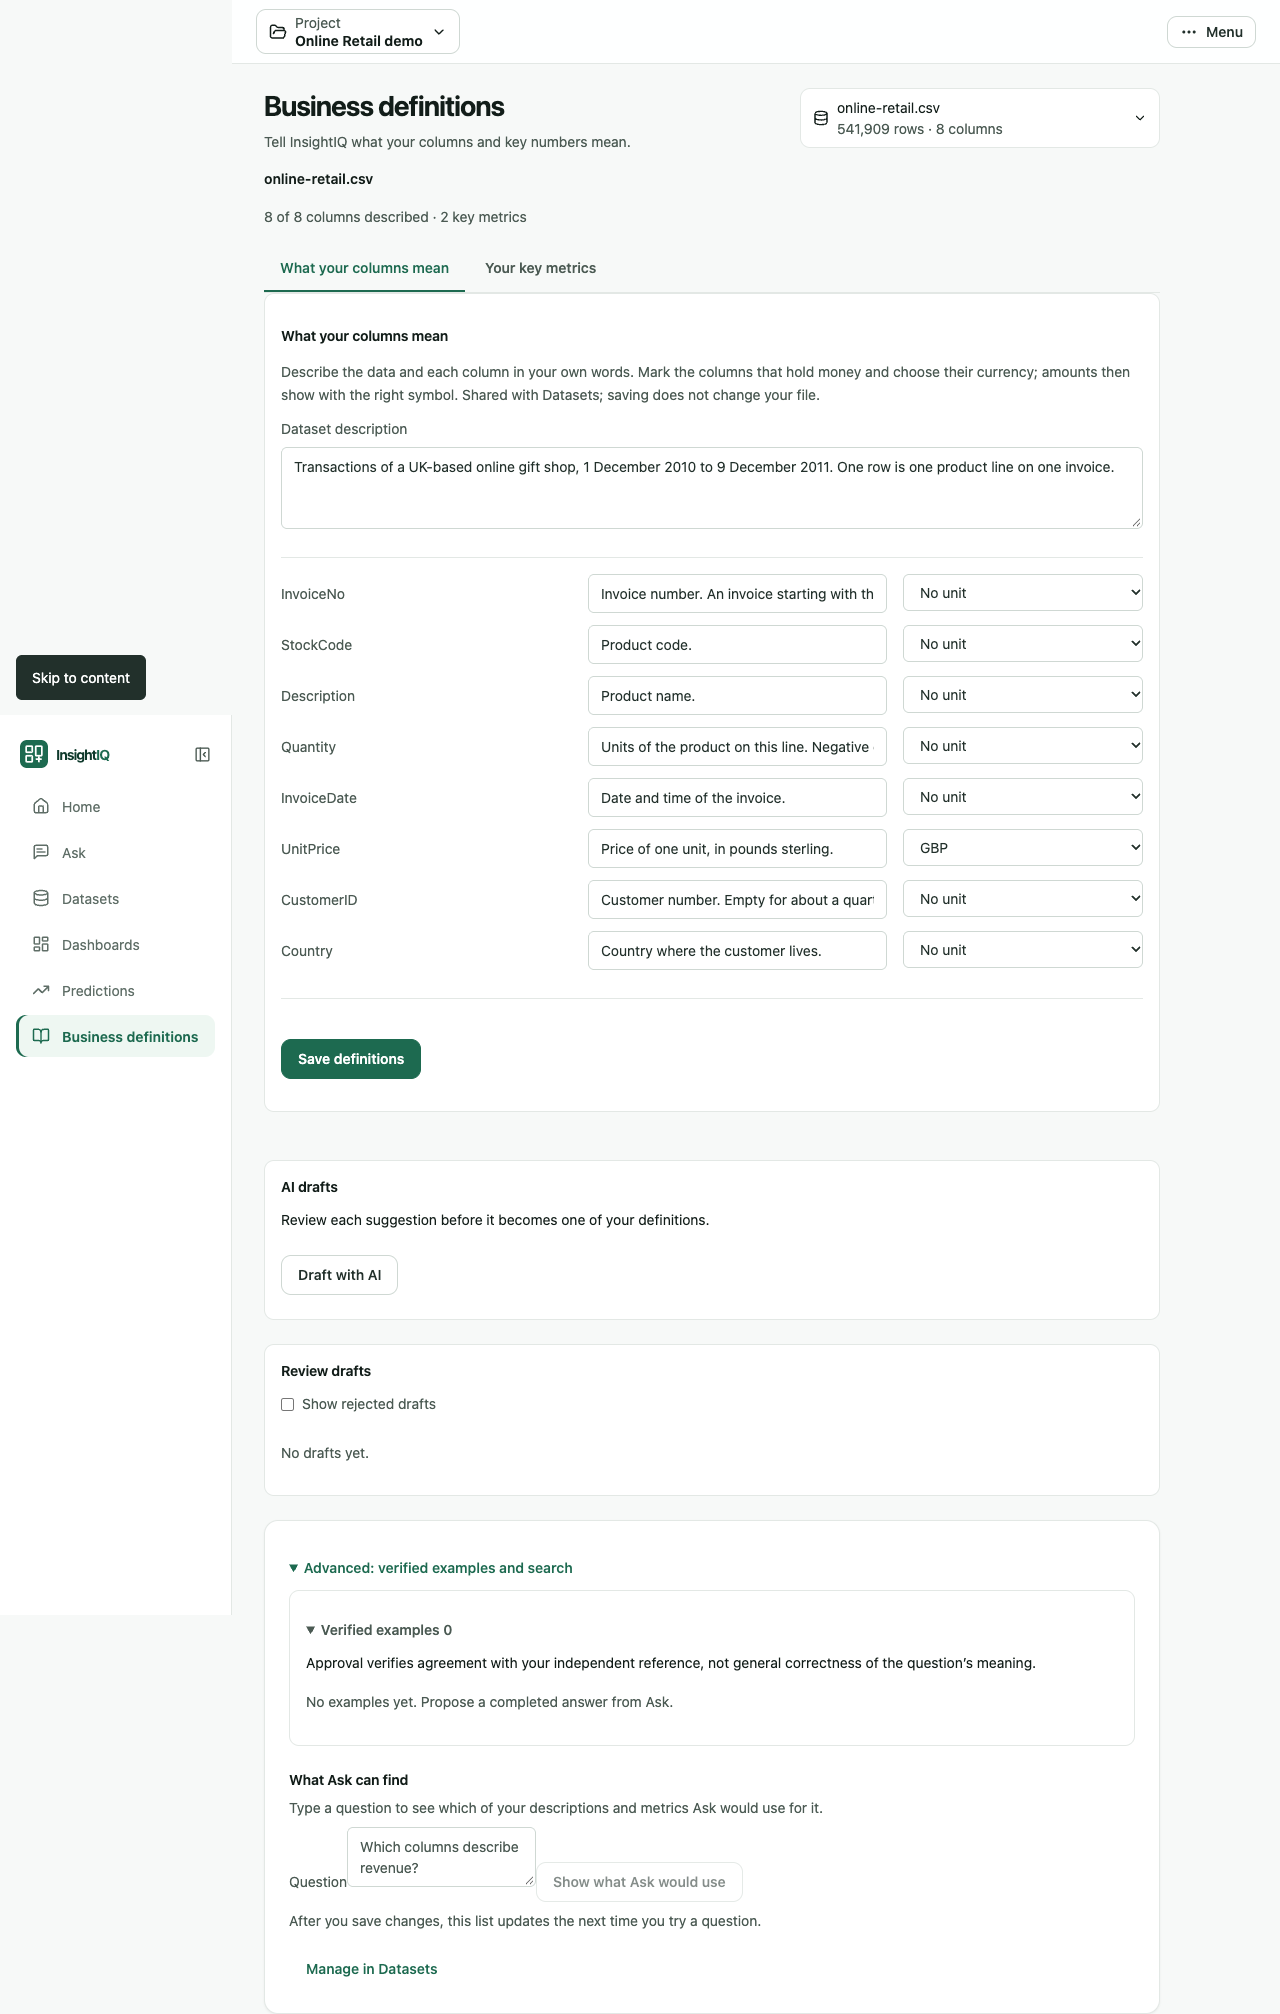 Project
Online Retail demo
Menu
Business definitions
Tell InsightIQ what your columns and key numbers mean.
online-retail.csv
541,909 rows · 8 columns
online-retail.csv
8 of 8 columns described · 2 key metrics
What your columns mean
Your key metrics
What your columns mean
Describe the data and each column in your own words. Mark the columns that hold money and choose their currency; amounts then
show with the right symbol. Shared with Datasets; saving does not change your file.
Dataset description
Transactions of a UK-based online gift shop, 1 December 2010 to 9 December 2011. One row is one product line on one invoice.
InvoiceNo
Invoice number. An invoice starting with th
No unit
StockCode
Product code.
No unit
Description
Product name.
No unit
Quantity
Units of the product on this line. Negative
No unit
InvoiceDate
Date and time of the invoice.
No unit
UnitPrice
Price of one unit, in pounds sterling.
GBP
CustomerID
Customer number. Empty for about a quart
No unit
Country
Country where the customer lives.
No unit
Save definitions
Skip to content
InsightIQ
Home
Ask
Datasets
Dashboards
Predictions
Business definitions
AI drafts
Review each suggestion before it becomes one of your definitions.
Draft with AI
Review drafts
Show rejected drafts
No drafts yet.
Advanced: verified examples and search
Verified examples 0
Approval verifies agreement with your independent reference, not general correctness of the question’s meaning.
No examples yet. Propose a completed answer from Ask.
What Ask can find
Type a question to see which of your descriptions and metrics Ask would use for it.
Question
Which columns describe
revenue?
Show what Ask would use
After you save changes, this list updates the next time you try a question.
Manage in Datasets